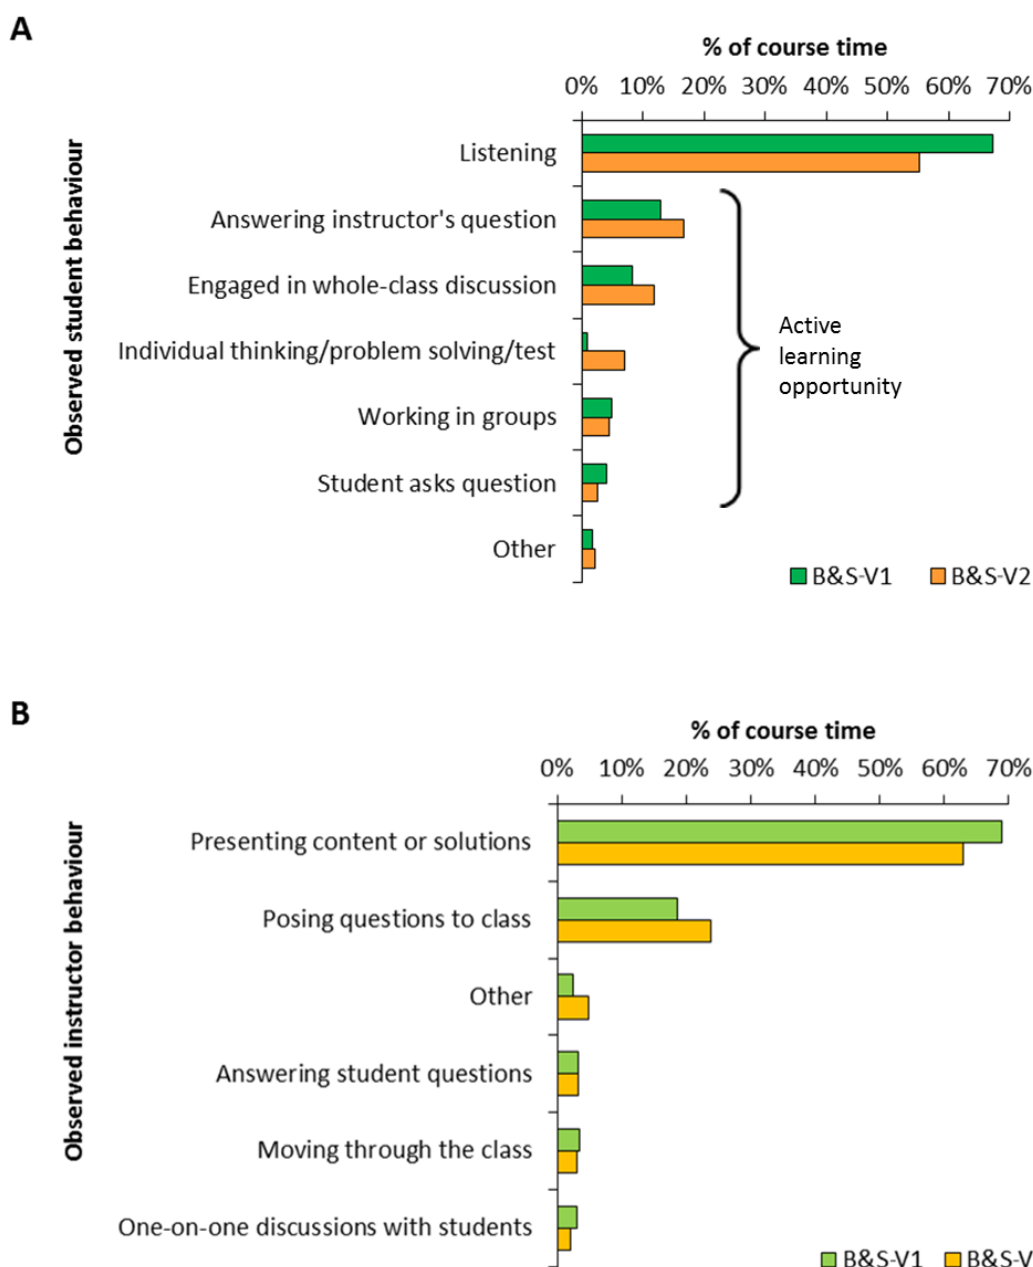 A
% of course time
0% 10% 20% 30% 40% 50% 60% 70%
Observed student behaviour
Listening
Answering instructor's question
Engaged in whole-class discussion
Individual thinking/problem solving/test
Working in groups
Student asks question
Other
Active
learning
opportunity
B&S-V1 B&S-V2
B
% of course time
0% 10% 20% 30% 40% 50% 60% 70%
Observed instructor behaviour
Presenting content or solutions
Posing questions to class
Other
Answering student questions
Moving through the class
One-on-one discussions with students
B&S-V1 B&S-V